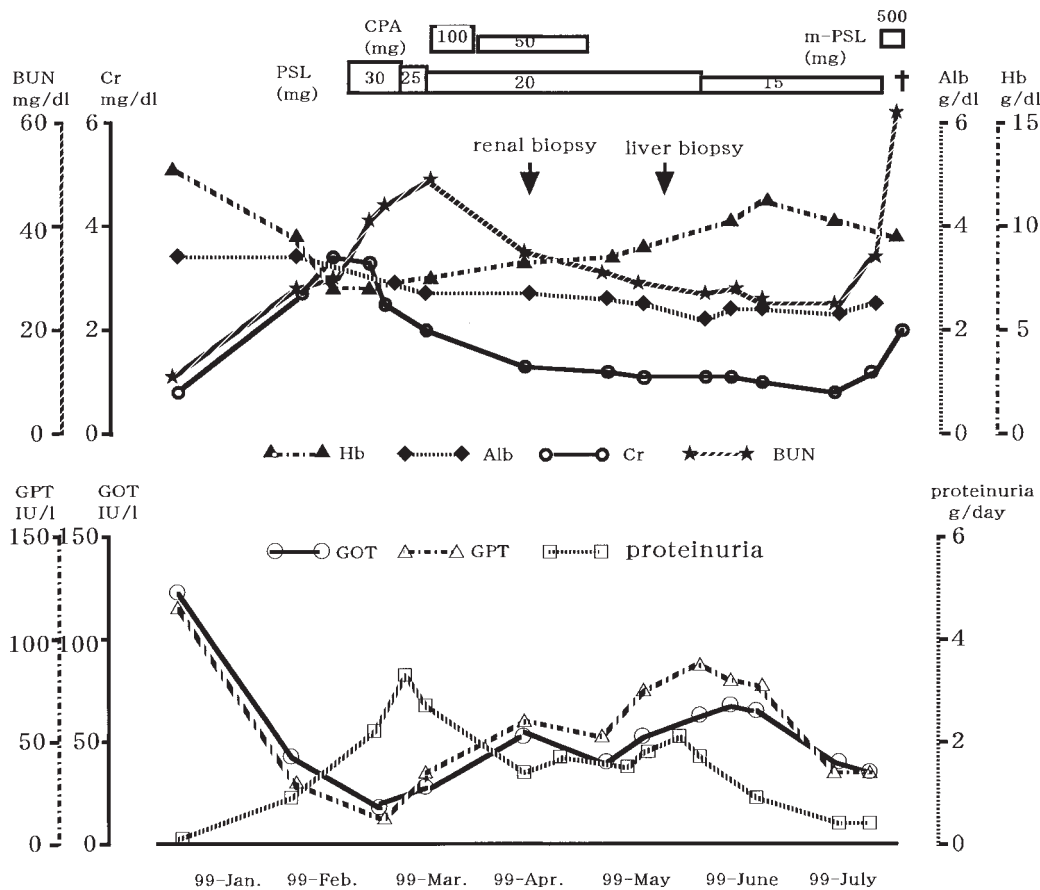 500
CPA 100 50 m-PSL
(mg) (mg)
BUN Cr PSL 30 25 20 15 † Alb Hb
mg/dl mg/dl (mg) g/dl g/dl
60 6 6 15
renal biopsy liver biopsy
40 4 4 10
20 2 2 5
0 0 0 0
Hb Alb Cr BUN
GPT GOT proteinuria
IU/l IU/l g/day
150 150 6
GOT GPT proteinuria
100 100 4
50 50 2
0 0 0
99-Jan. 99-Feb. 99-Mar. 99-Apr. 99-May 99-June 99-July